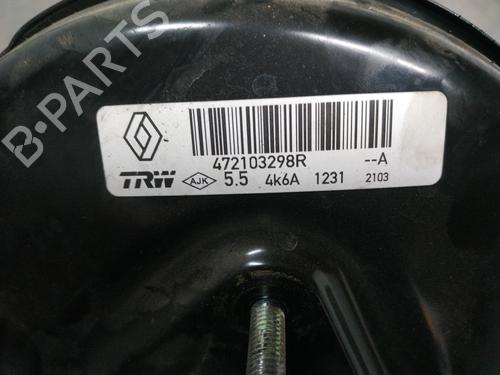 B-PARTS
472103298R --A
TRW AJK 5.5 4k6A 1231 2103